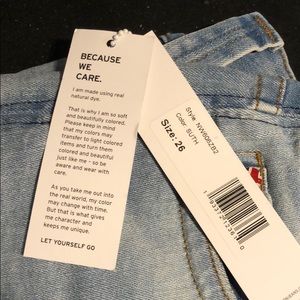 BECAUSE
WE
CARE.
I am made using real
natural dye.
That is why I am so soft
and beautifully colored.
Please keep in mind
that my colors may
transfer to light colored
items and turn them
colored and beautiful
just like me - so be
aware and wear with
care.
As you take me out into
the real world, my color
may change with time.
But that is what gives
me character and
keeps me unique.
LET YOURSELF GO
Style:
Color: SUTH
Size: 26